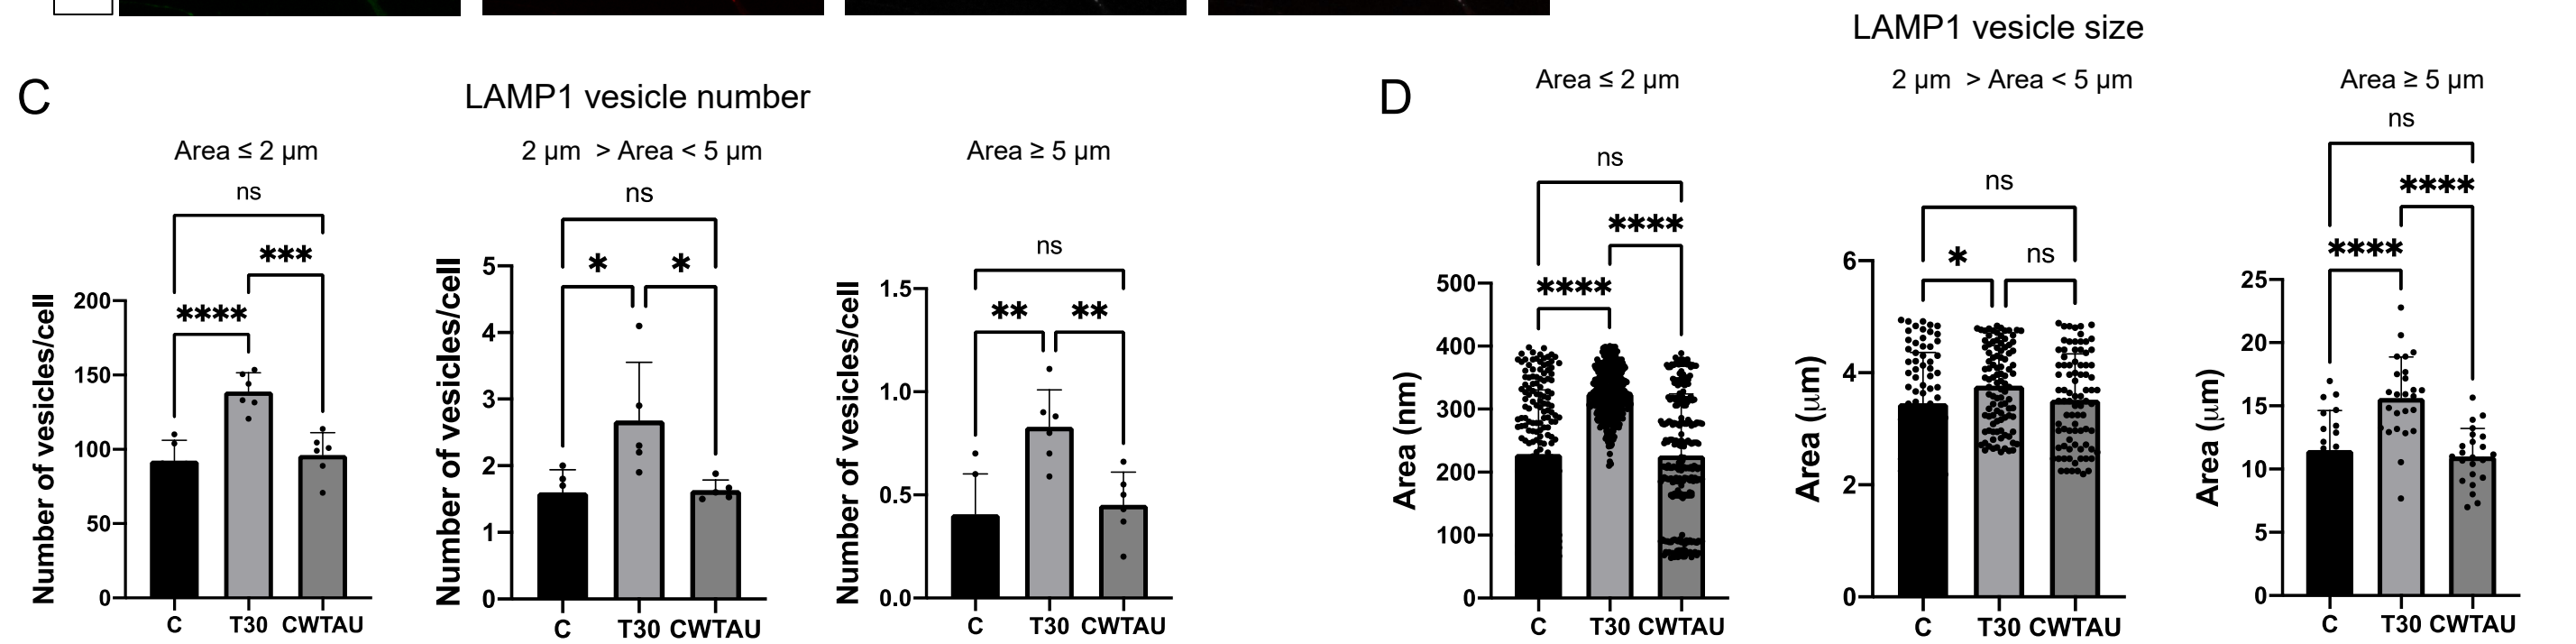 LAMP1 vesicle size
C
LAMP1 vesicle number
Area ≤ 2 µm
ns
***
****
Number of vesicles/cell
200
150
100
50
0
C T30 CWTAU
2 µm > Area < 5 µm
ns
* *
Number of vesicles/cell
5
4
3
2
1
0
C T30 CWTAU
Area ≥ 5 µm
ns
** **
Number of vesicles/cell
1.5
1.0
0.5
0.0
C T30 CWTAU
D
Area ≤ 2 µm
ns
****
****
Area (nm)
500
400
300
200
100
0
C T30 CWTAU
2 µm > Area < 5 µm
ns
* ns
Area (µm)
6
4
2
0
C T30 CWTAU
Area ≥ 5 µm
ns
****
****
Area (µm)
25
20
15
10
5
0
C T30 CWTAU